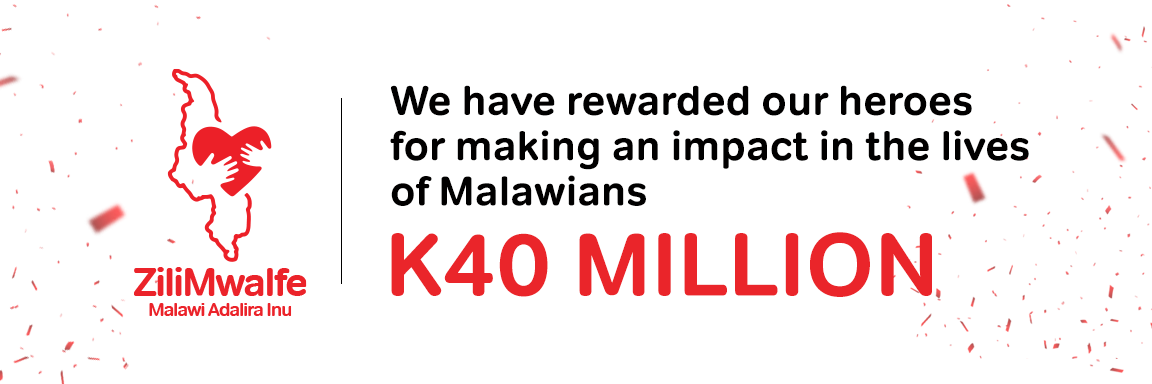 ZiliMwalfe
Malawi Adalira Inu
We have rewarded our heroes
for making an impact in the lives
of Malawians
K40 MILLION